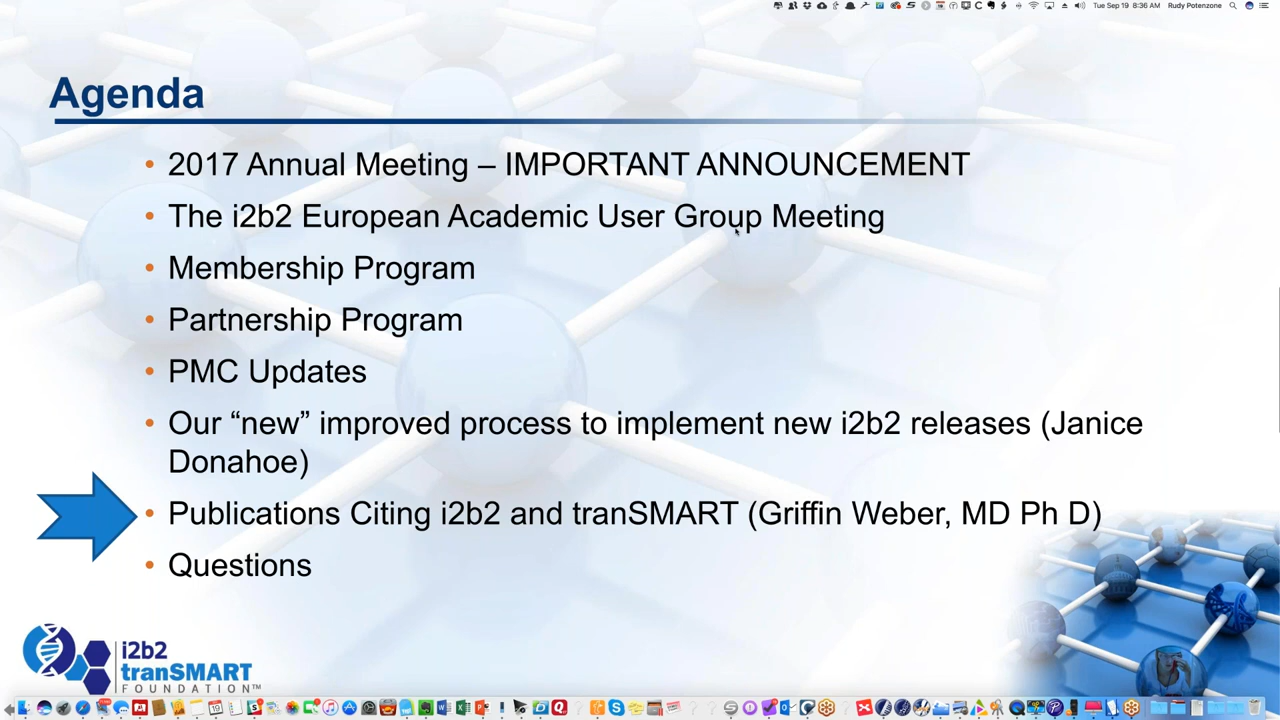 Tue Sep 19 8:36 AM Rudy Potenzone
Agenda
• 2017 Annual Meeting – IMPORTANT ANNOUNCEMENT
• The i2b2 European Academic User Group Meeting
• Membership Program
• Partnership Program
• PMC Updates
• Our “new” improved process to implement new i2b2 releases (Janice
Donahoe)
• Publications Citing i2b2 and tranSMART (Griffin Weber, MD Ph D)
• Questions
i2b2
tranSMART
FOUNDATION™